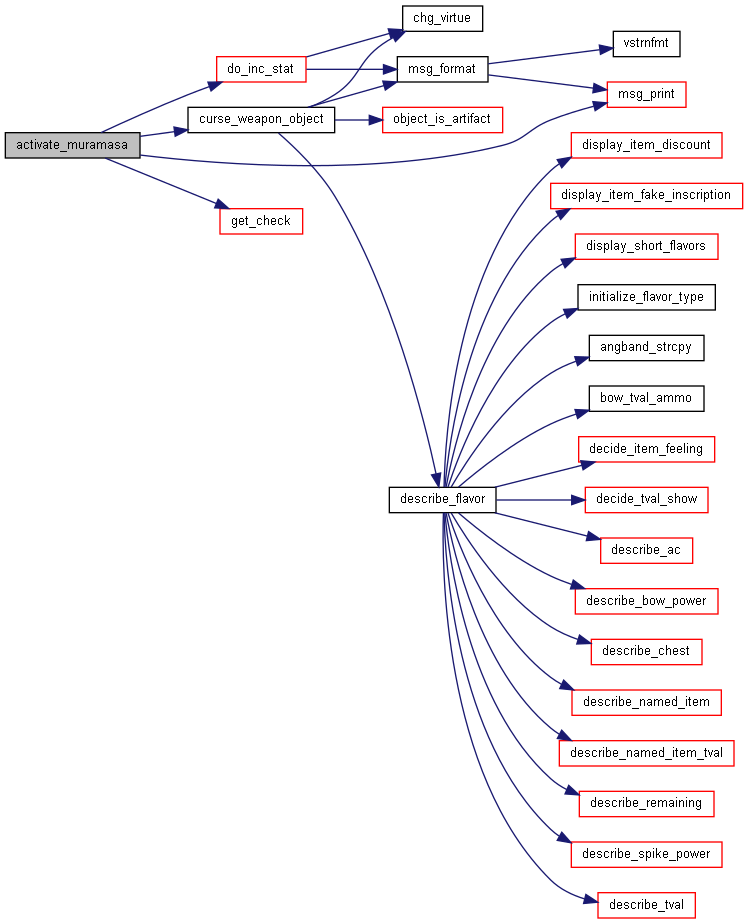 chg_virtue
vstrnfmt
do_inc_stat
msg_format
msg_print
curse_weapon_object
object_is_artifact
activate_muramasa
display_item_discount
display_item_fake_inscription
get_check
display_short_flavors
initialize_flavor_type
angband_strcpy
bow_tval_ammo
decide_item_feeling
describe_flavor
decide_tval_show
describe_ac
describe_bow_power
describe_chest
describe_named_item
describe_named_item_tval
describe_remaining
describe_spike_power
describe_tval